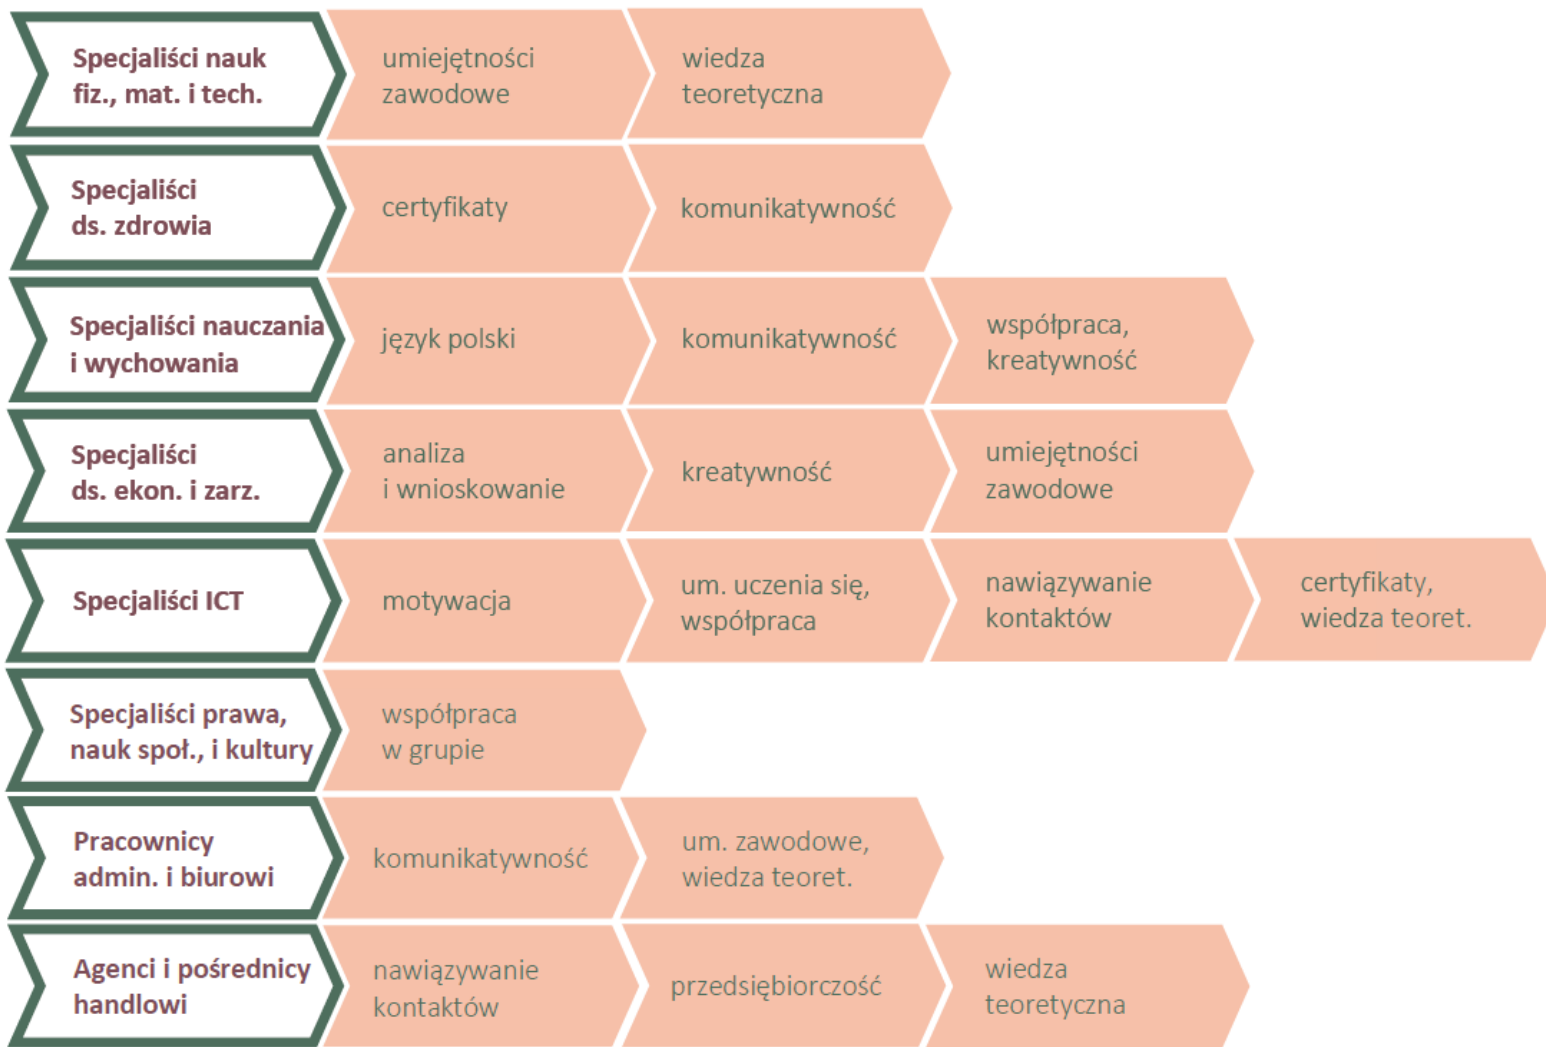 Specjaliści nauk
fiz., mat. i tech.
umiejętności
zawodowe
wiedza
teoretyczna
Specjaliści
ds. zdrowia
certyfikaty
komunikatywność
Specjaliści nauczania
i wychowania
język polski
komunikatywność
współpraca,
kreatywność
Specjaliści
ds. ekon. i zarz.
analiza
i wnioskowanie
kreatywność
umiejętności
zawodowe
Specjaliści ICT
motywacja
um. uczenia się,
współpraca
nawiązywanie
kontaktów
certyfikaty,
wiedza teoret.
Specjaliści prawa,
nauk społ., i kultury
współpraca
w grupie
Pracownicy
admin. i biurowi
komunikatywność
um. zawodowe,
wiedza teoret.
Agenci i pośrednicy
handlowi
nawiązywanie
kontaktów
przedsiębiorczość
wiedza
teoretyczna